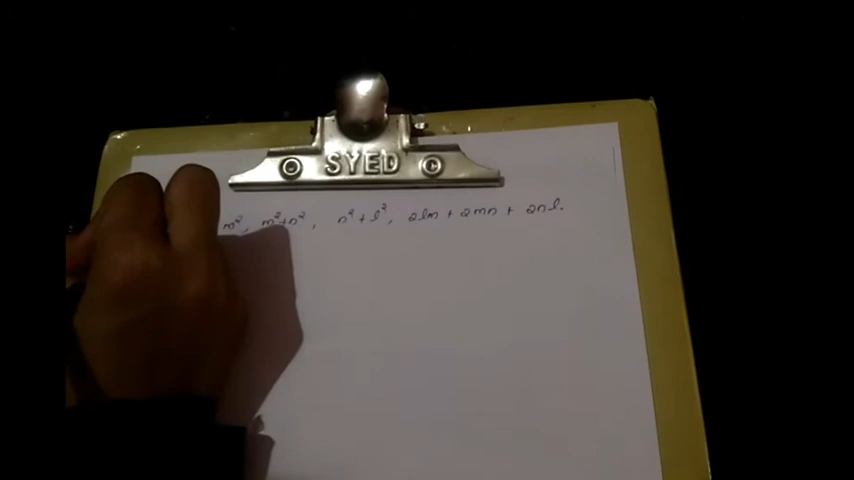 SYED
m², m²+n², n²+l², 2lm + 2mn + 2nl.